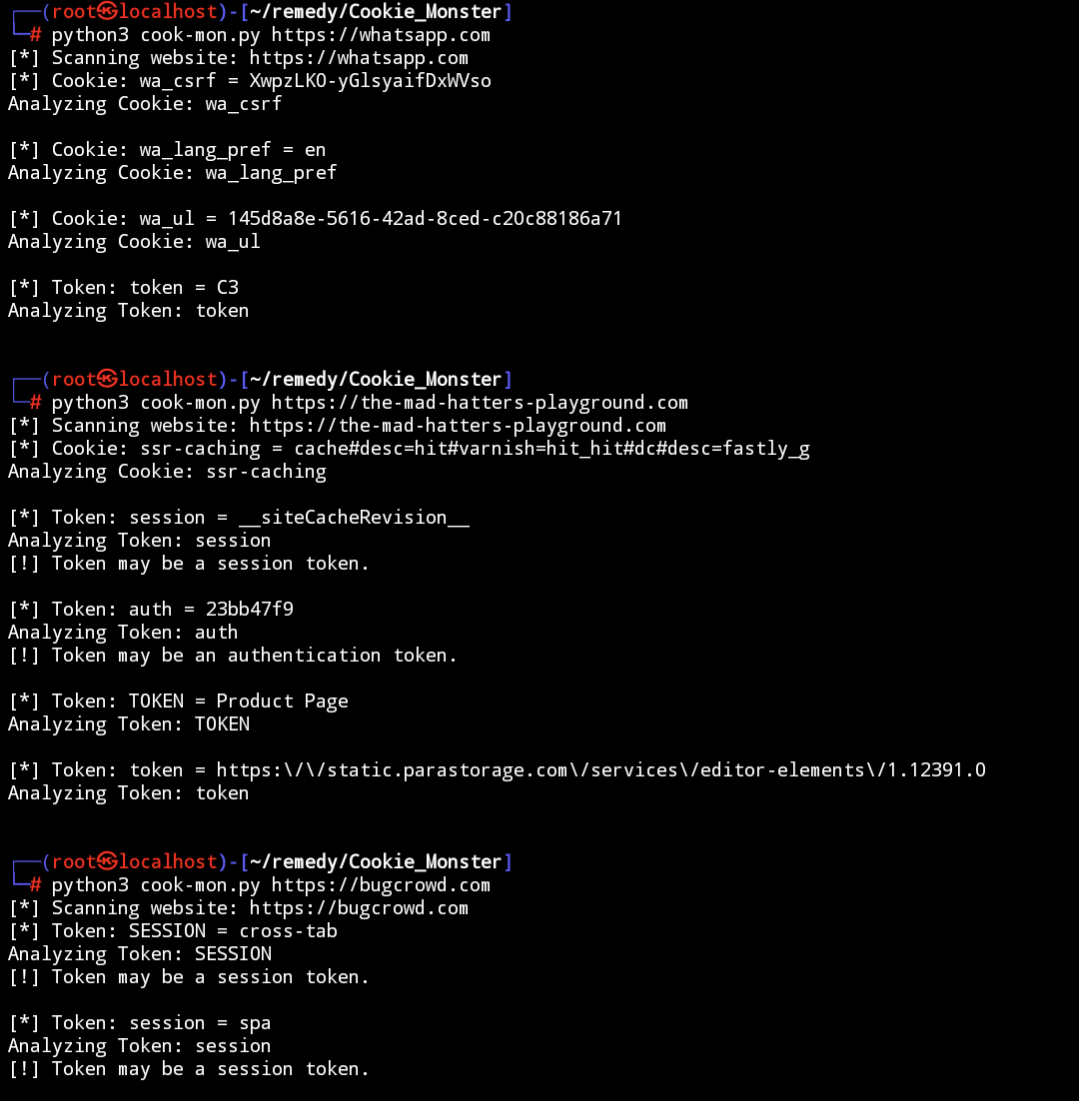 ┌──(root㉿localhost)-[~/remedy/Cookie_Monster]
└─# python3 cook-mon.py https://whatsapp.com
[*] Scanning website: https://whatsapp.com
[*] Cookie: wa_csrf = XwpzLKO-yGlsyaifDxWVso
Analyzing Cookie: wa_csrf
[*] Cookie: wa_lang_pref = en
Analyzing Cookie: wa_lang_pref
[*] Cookie: wa_ul = 145d8a8e-5616-42ad-8ced-c20c88186a71
Analyzing Cookie: wa_ul
[*] Token: token = C3
Analyzing Token: token
┌──(root㉿localhost)-[~/remedy/Cookie_Monster]
└─# python3 cook-mon.py https://the-mad-hatters-playground.com
[*] Scanning website: https://the-mad-hatters-playground.com
[*] Cookie: ssr-caching = cache#desc=hit#varnish=hit_hit#dc#desc=fastly_g
Analyzing Cookie: ssr-caching
[*] Token: session = __siteCacheRevision__
Analyzing Token: session
[!] Token may be a session token.
[*] Token: auth = 23bb47f9
Analyzing Token: auth
[!] Token may be an authentication token.
[*] Token: TOKEN = Product Page
Analyzing Token: TOKEN
[*] Token: token = https:\/\/static.parastorage.com\/services\/editor-elements\/1.12391.0
Analyzing Token: token
┌──(root㉿localhost)-[~/remedy/Cookie_Monster]
└─# python3 cook-mon.py https://bugcrowd.com
[*] Scanning website: https://bugcrowd.com
[*] Token: SESSION = cross-tab
Analyzing Token: SESSION
[!] Token may be a session token.
[*] Token: session = spa
Analyzing Token: session
[!] Token may be a session token.